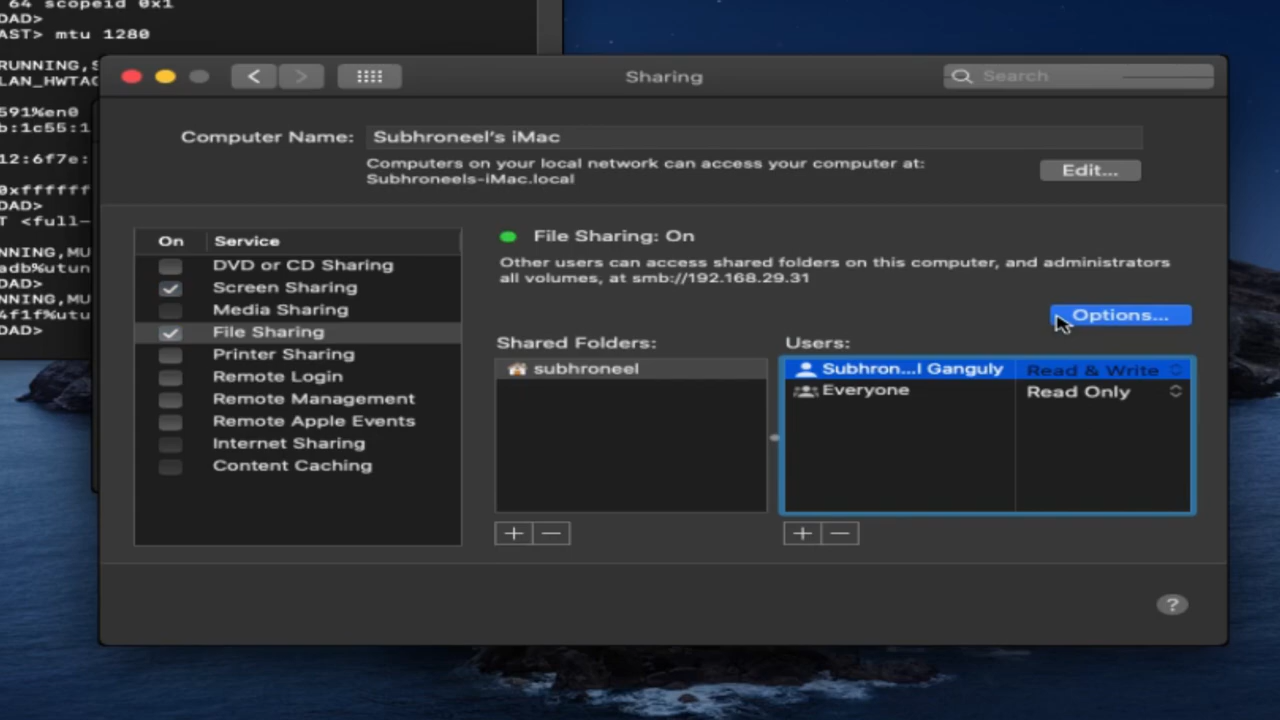 64 scopeid 0x1
DAD>
AST> mtu 1280
RUNNING,S
LAN_HWTAG
591%en0
b:1c55:1
12:6f7e:
0xffffff
DAD>
T <full-
NNING,MU
adb%utun
DAD>
NNING,MU
4f1f%utu
DAD>
Sharing
Search
Computer Name: Subhroneel's iMac
Computers on your local network can access your computer at:
Subhroneels-iMac.local
Edit...
On Service
DVD or CD Sharing
Screen Sharing
Media Sharing
File Sharing
Printer Sharing
Remote Login
Remote Management
Remote Apple Events
Internet Sharing
Content Caching
File Sharing: On
Other users can access shared folders on this computer, and administrators
all volumes, at smb://192.168.29.31
Options...
Shared Folders:
subhroneel
Users:
Subhron...l Ganguly Read & Write
Everyone Read Only
+ −
+ −
?